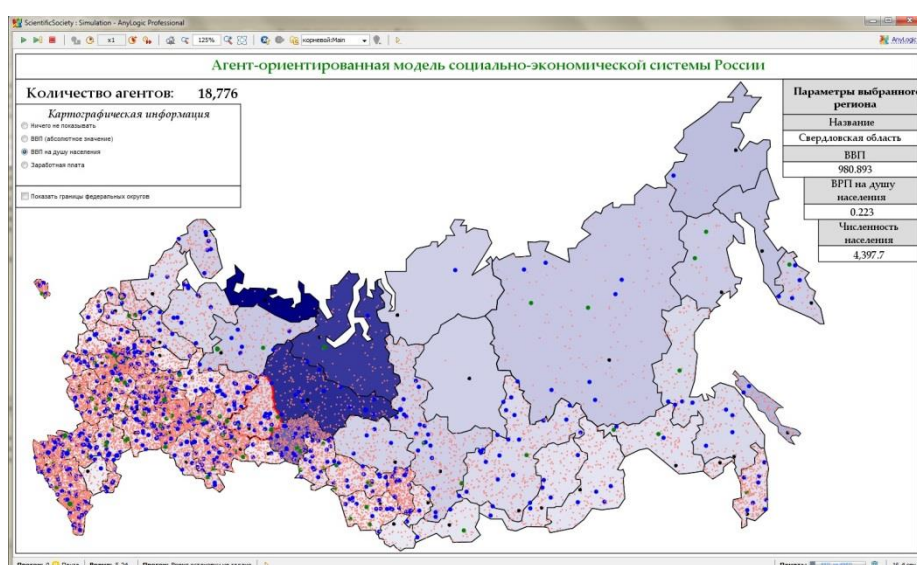 ScientificSociety : Simulation - AnyLogic Professional
x1
125%
корневой:Main
AnyLogic
Агент-ориентированная модель социально-экономической системы России
Количество агентов: 18,776
Картографическая информация
Ничего не показывать
ВВП (абсолютное значение)
ВВП на душу населения
Заработная плата
Показать границы федеральных округов
Параметры выбранного
региона
Название
Свердловская область
ВВП
980.893
ВРП на душу
населения
0.223
Численность
населения
4,397.7